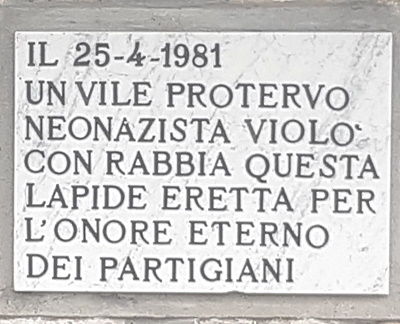 IL 25-4-1981
UN VILE PROTERVO
NEONAZISTA VIOLO'
CON RABBIA QUESTA
LAPIDE ERETTA PER
L'ONORE ETERNO
DEI PARTIGIANI